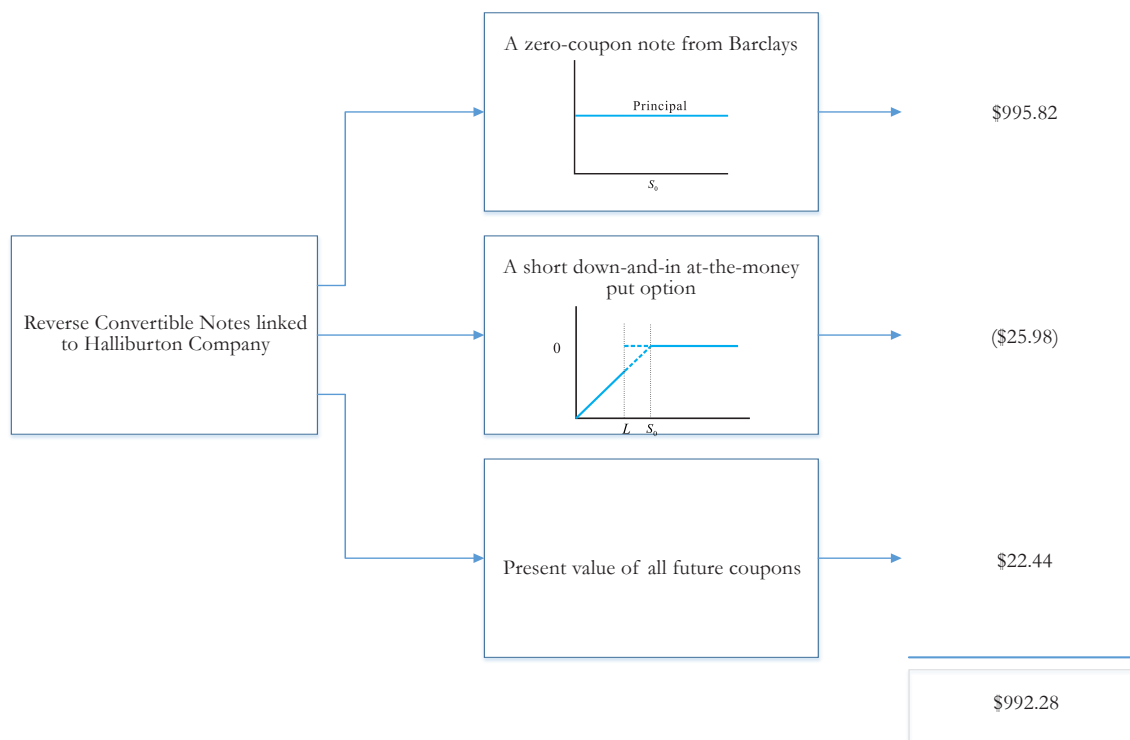 A zero-coupon note from Barclays
Principal
S₀
$995.82
Reverse Convertible Notes linked
to Halliburton Company
A short down-and-in at-the-money
put option
0
L S₀
($25.98)
Present value of all future coupons
$22.44
$992.28